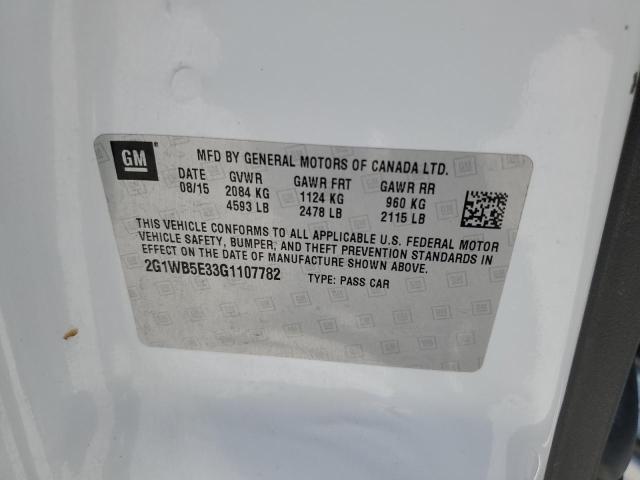 GM
MFD BY GENERAL MOTORS OF CANADA LTD.
DATE GVWR GAWR FRT GAWR RR
08/15 2084 KG 1124 KG 960 KG
4593 LB 2478 LB 2115 LB
THIS VEHICLE CONFORMS TO ALL APPLICABLE U.S. FEDERAL MOTOR
VEHICLE SAFETY, BUMPER, AND THEFT PREVENTION STANDARDS IN
EFFECT ON THE DATE OF MANUFACTURE SHOWN ABOVE.
2G1WB5E33G1107782 TYPE: PASS CAR